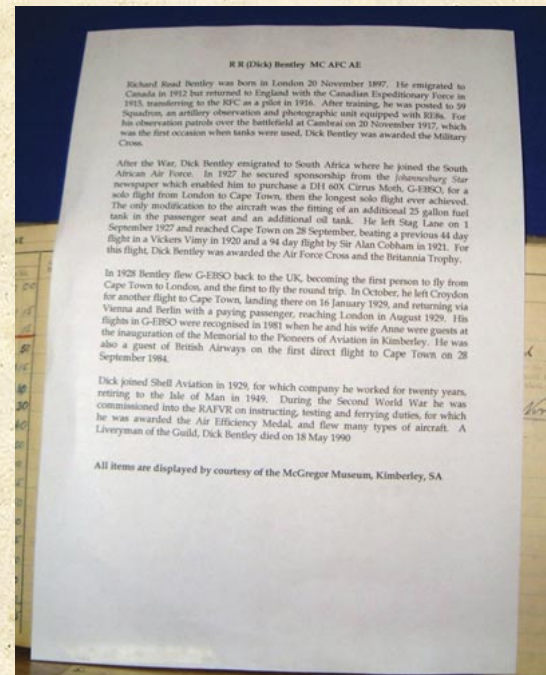 R R (Dick) Bentley MC AFC AE
Richard Read Bentley was born in London 20 November 1897. He emigrated to
Canada in 1912 but returned to England with the Canadian Expeditionary Force in
1915, transferring to the RFC as a pilot in 1916. After training, he was posted to 59
Squadron, an artillery observation and photographic unit equipped with RE8s. For
his observation patrols over the battlefield at Cambrai on 20 November 1917, which
was the first occasion when tanks were used, Dick Bentley was awarded the Military
Cross.
After the War, Dick Bentley emigrated to South Africa where he joined the South
African Air Force. In 1927 he secured sponsorship from the Johannesburg Star
newspaper which enabled him to purchase a DH 60X Cirrus Moth, G-EBSO, for a
solo flight from London to Cape Town, then the longest solo flight ever achieved.
The only modification to the aircraft was the fitting of an additional 25 gallon fuel
tank in the passenger seat and an additional oil tank. He left Stag Lane on 1
September 1927 and reached Cape Town on 28 September, beating a previous 44 day
flight in a Vickers Vimy in 1920 and a 94 day flight by Sir Alan Cobham in 1921. For
this flight, Dick Bentley was awarded the Air Force Cross and the Britannia Trophy.
In 1928 Bentley flew G-EBSO back to the UK, becoming the first person to fly from
Cape Town to London, and the first to fly the round trip. In October, he left Croydon
for another flight to Cape Town, landing there on 16 January 1929, and returning via
Vienna and Berlin with a paying passenger, reaching London in August 1929. His
flights in G-EBSO were recognised in 1981 when he and his wife Anne were guests at
the inauguration of the Memorial to the Pioneers of Aviation in Kimberley. He was
also a guest of British Airways on the first direct flight to Cape Town on 28
September 1984.
Dick joined Shell Aviation in 1929, for which company he worked for twenty years,
retiring to the Isle of Man in 1949. During the Second World War he was
commissioned into the RAFVR on instructing, testing and ferrying duties, for which
he was awarded the Air Efficiency Medal, and flew many types of aircraft. A
Liveryman of the Guild, Dick Bentley died on 18 May 1990
All items are displayed by courtesy of the McGregor Museum, Kimberley, SA